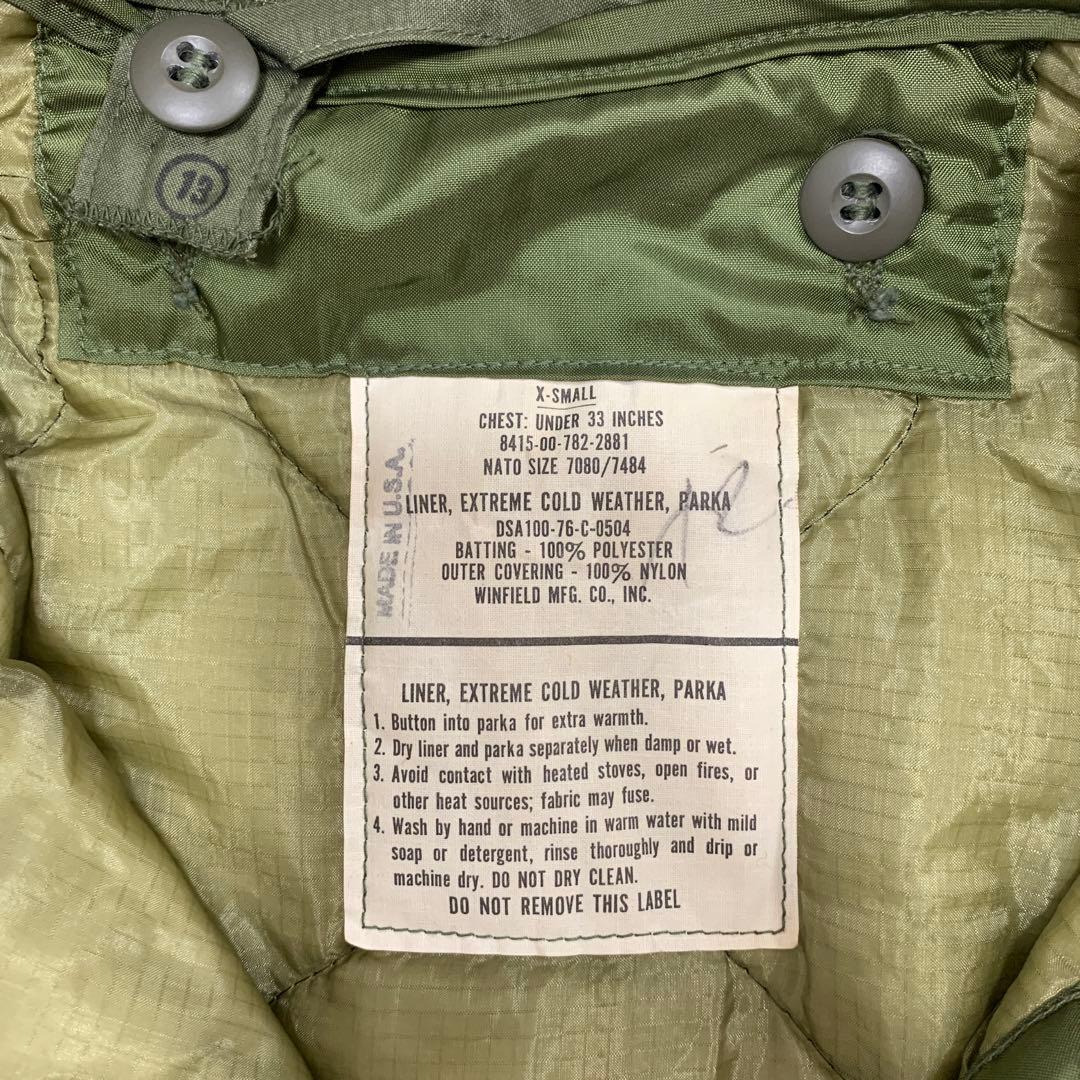 13
X-SMALL
CHEST: UNDER 33 INCHES
8415-00-782-2881
NATO SIZE 7080/7484
MADE IN U.S.A.
LINER, EXTREME COLD WEATHER, PARKA
DSA100-76-C-0504
BATTING - 100% POLYESTER
OUTER COVERING - 100% NYLON
WINFIELD MFG. CO., INC.
LINER, EXTREME COLD WEATHER, PARKA
1. Button into parka for extra warmth.
2. Dry liner and parka separately when damp or wet.
3. Avoid contact with heated stoves, open fires, or
other heat sources; fabric may fuse.
4. Wash by hand or machine in warm water with mild
soap or detergent, rinse thoroughly and drip or
machine dry. DO NOT DRY CLEAN.
DO NOT REMOVE THIS LABEL